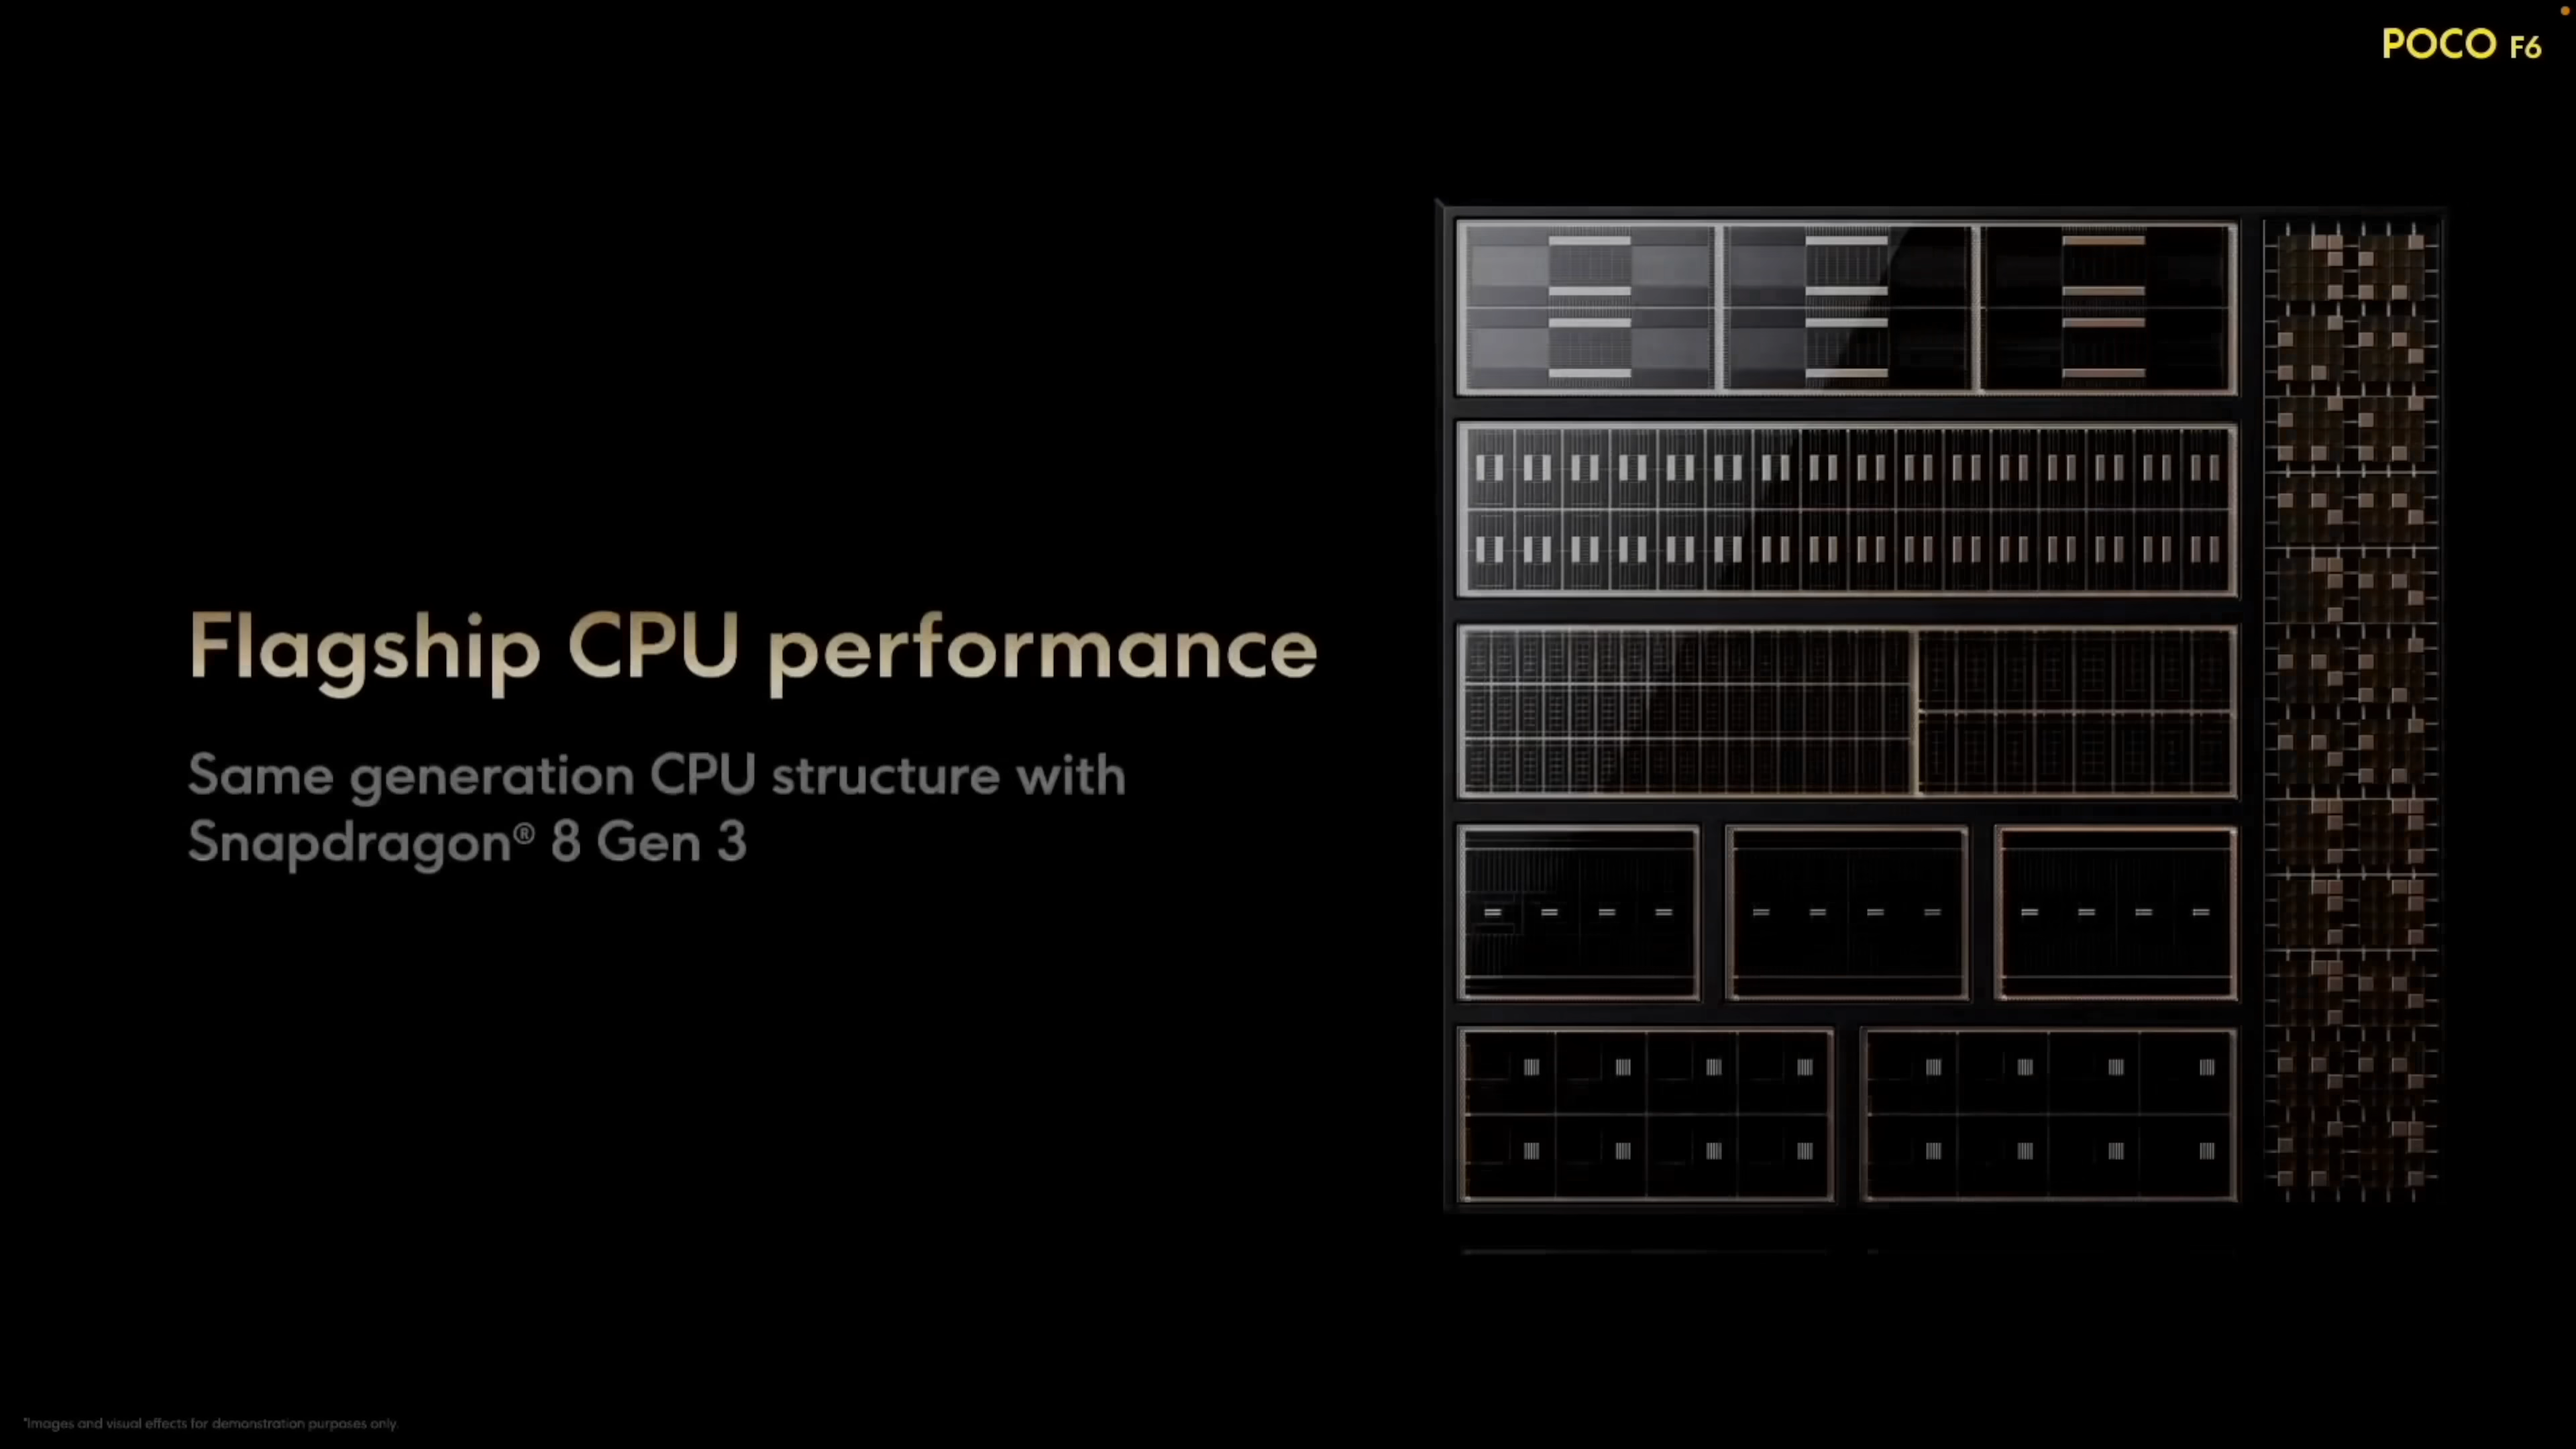 POCO F6
Flagship CPU performance
Same generation CPU structure with
Snapdragon® 8 Gen 3
*Images and visual effects for demonstration purposes only.